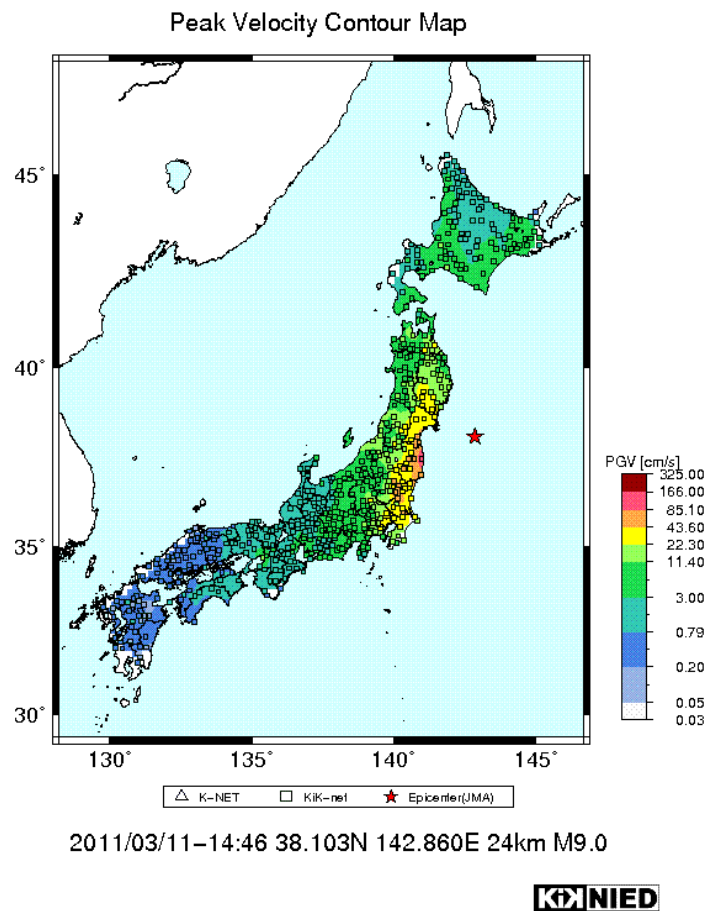 Peak Velocity Contour Map
45°
40°
35°
30°
130°
135°
140°
145°
PGV [cm/s]
325.00
166.00
85.10
43.60
22.30
11.40
3.00
0.79
0.20
0.05
0.03
K-NET
KiK-net
Epicenter(JMA)
2011/03/11-14:46 38.103N 142.860E 24km M9.0
KiK NIED